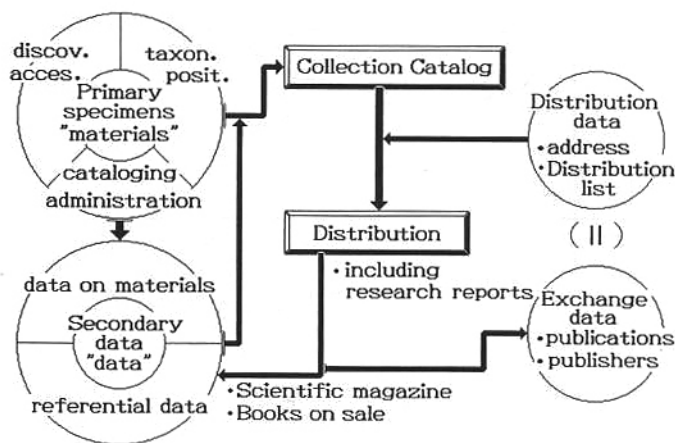 discov.
acces.
taxon.
posit.
Primary
specimens
"materials"
cataloging
administration
data on materials
Secondary
data
"data"
referential data
Collection Catalog
Distribution
・including
research reports
・Scientific magazine
・Books on sale
Distribution
data
・address
・Distribution
list
( || )
Exchange
data
・publications
・publishers